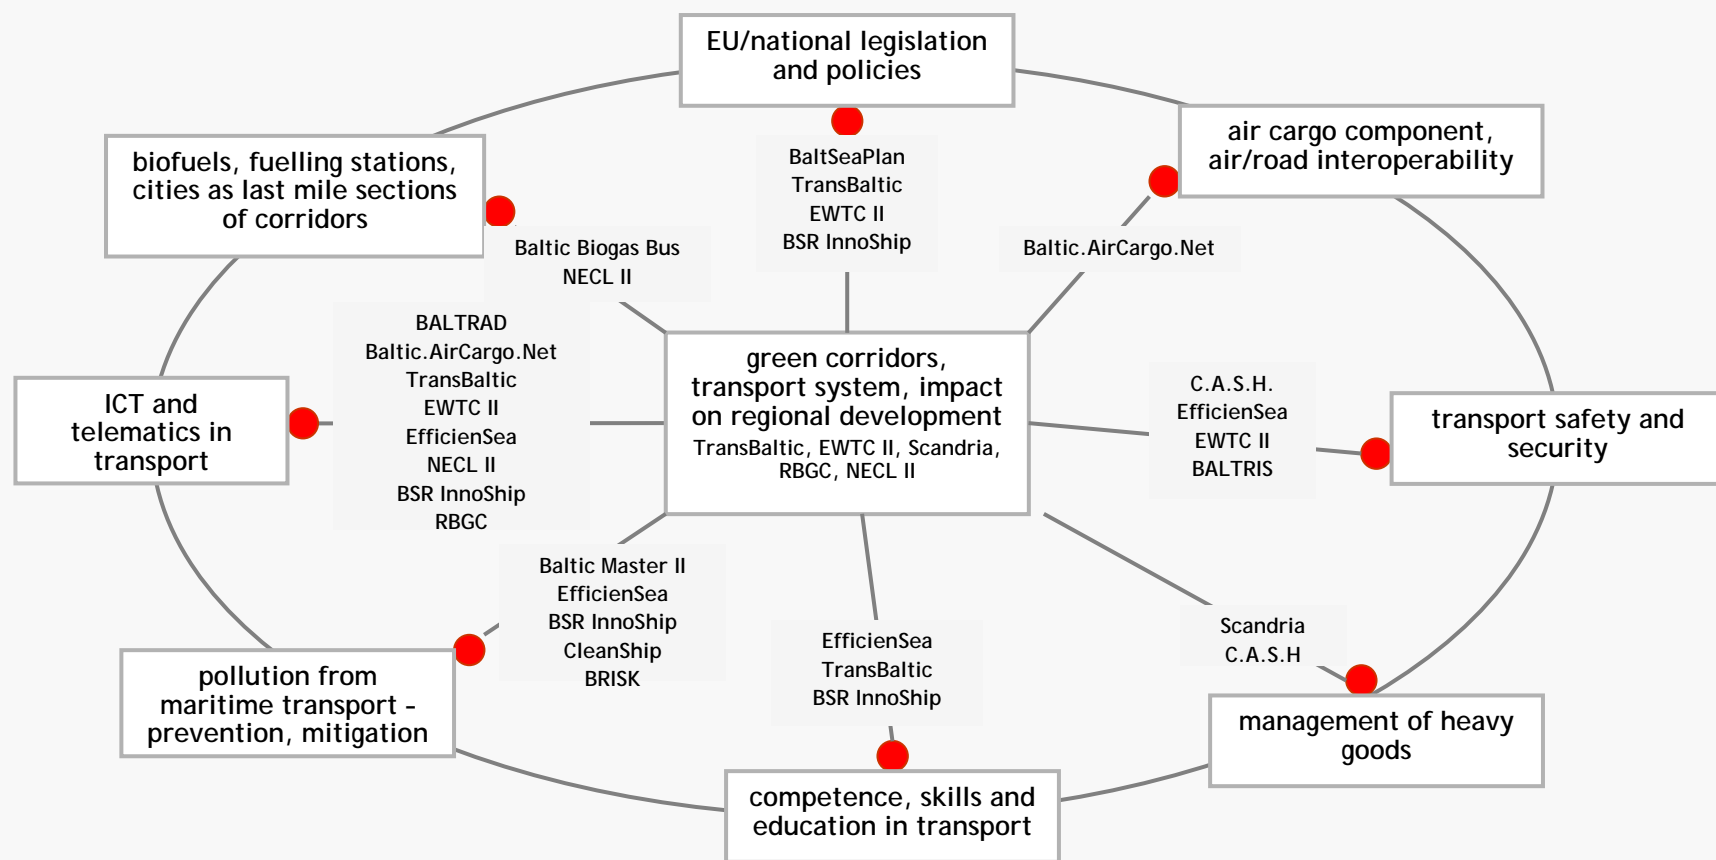 EU/national legislation
and policies
air cargo component,
air/road interoperability
biofuels, fuelling stations,
cities as last mile sections
of corridors
BaltSeaPlan
TransBaltic
EWTC II
BSR InnoShip
Baltic Biogas Bus
NECL II
Baltic.AirCargo.Net
BALTRAD
Baltic.AirCargo.Net
TransBaltic
EWTC II
EfficienSea
NECL II
BSR InnoShip
RBGC
green corridors,
transport system, impact
on regional development
TransBaltic, EWTC II, Scandria,
RBGC, NECL II
C.A.S.H.
EfficienSea
EWTC II
BALTRIS
ICT and
telematics in
transport
transport safety and
security
Baltic Master II
EfficienSea
BSR InnoShip
CleanShip
BRISK
EfficienSea
TransBaltic
BSR InnoShip
Scandria
C.A.S.H
pollution from
maritime transport -
prevention, mitigation
management of heavy
goods
competence, skills and
education in transport